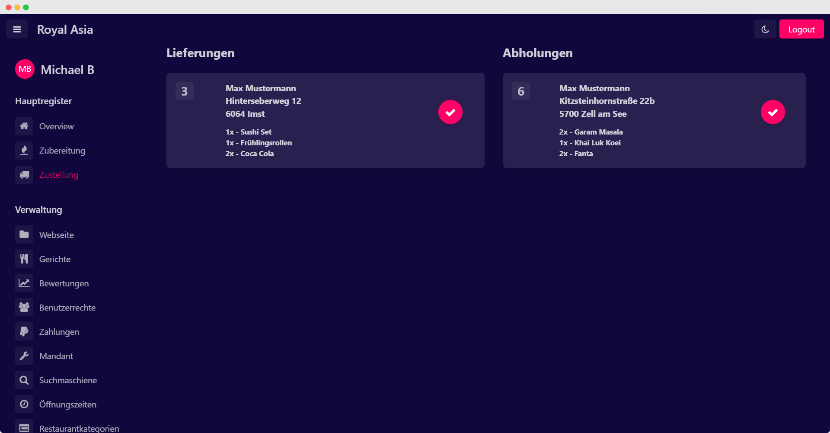 Royal Asia
Logout
MB
Michael B
Hauptregister
Overview
Zubereitung
Zustellung
Verwaltung
Webseite
Gerichte
Bewertungen
Benutzerrechte
Zahlungen
Mandant
Suchmaschiene
Öffnungszeiten
Restaurantkategorien
Lieferungen
3
Max Mustermann
Hinterseberweg 12
6064 Imst
1x - Sushi Set
1x - Frühlingsrollen
2x - Coca Cola
Abholungen
6
Max Mustermann
Kitzsteinhornstraße 22b
5700 Zell am See
2x - Garam Masala
1x - Khai Luk Koei
2x - Fanta